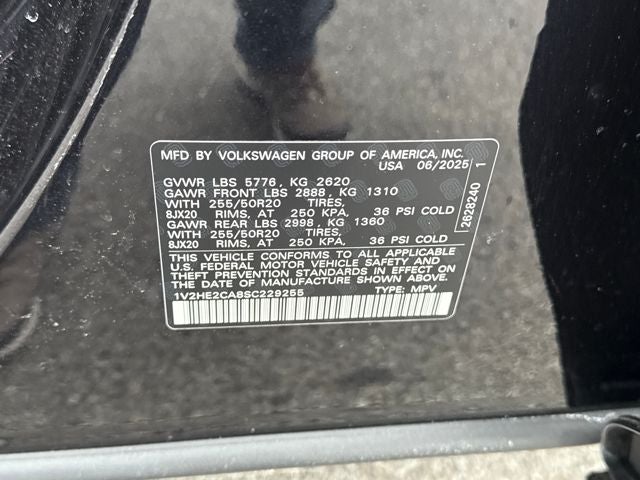 MFD BY VOLKSWAGEN GROUP OF AMERICA, INC.
USA 06/2025
GVWR LBS 5776, KG 2620
GAWR FRONT LBS 2888, KG 1310
WITH 255/50R20 TIRES,
8JX20 RIMS, AT 250 KPA, 36 PSI COLD
GAWR REAR LBS 2998, KG 1360
WITH 255/50R20 TIRES,
8JX20 RIMS, AT 250 KPA, 36 PSI COLD
THIS VEHICLE CONFORMS TO ALL APPLICABLE
U.S. FEDERAL MOTOR VEHICLE SAFETY AND
THEFT PREVENTION STANDARDS IN EFFECT ON
THE DATE OF MANUFACTURE SHOWN ABOVE.
1V2HE2CA8SC229255 TYPE: MPV
2628240 1